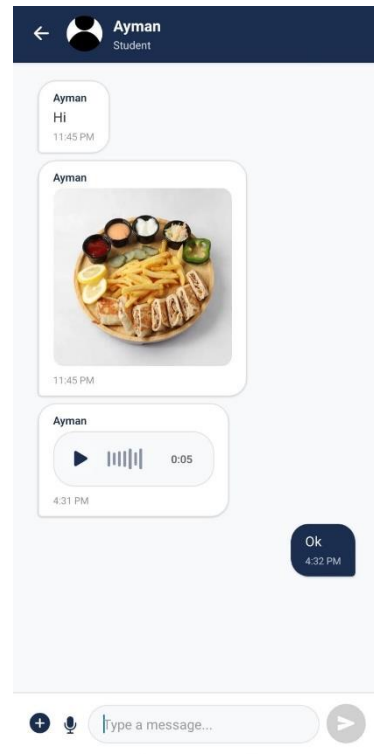 Ayman
Student
Ayman
Hi
11:45 PM
Ayman
11:45 PM
Ayman
0:05
4:31 PM
Ok
4:32 PM
Type a message...